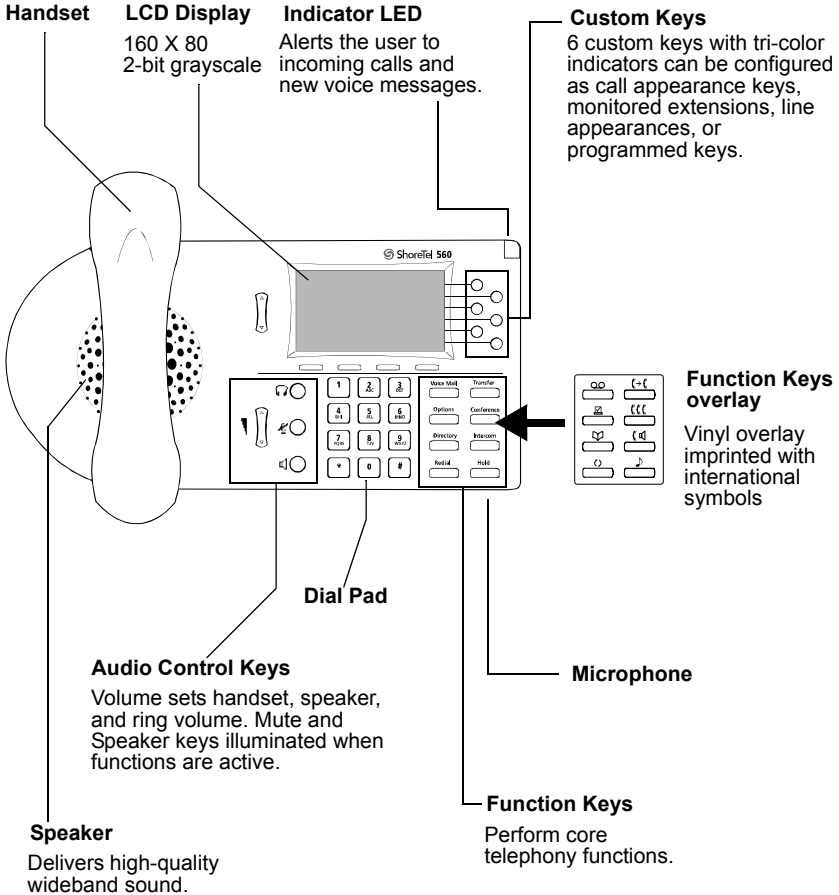 Handset
LCD Display
160 X 80
2-bit grayscale
Indicator LED
Alerts the user to
incoming calls and
new voice messages.
Custom Keys
6 custom keys with tri-color
indicators can be configured
as call appearance keys,
monitored extensions, line
appearances, or
programmed keys.
ShoreTel 560
1
2
ABC
3
DEF
4
GHI
5
JKL
6
MNO
7
PQRS
8
TUV
9
WXYZ
*
0
#
Voice Mail
Transfer
Options
Conference
Directory
Intercom
Redial
Hold
Function Keys
overlay
Vinyl overlay
imprinted with
international
symbols
Dial Pad
Audio Control Keys
Volume sets handset, speaker,
and ring volume. Mute and
Speaker keys illuminated when
functions are active.
Microphone
Function Keys
Perform core
telephony functions.
Speaker
Delivers high-quality
wideband sound.